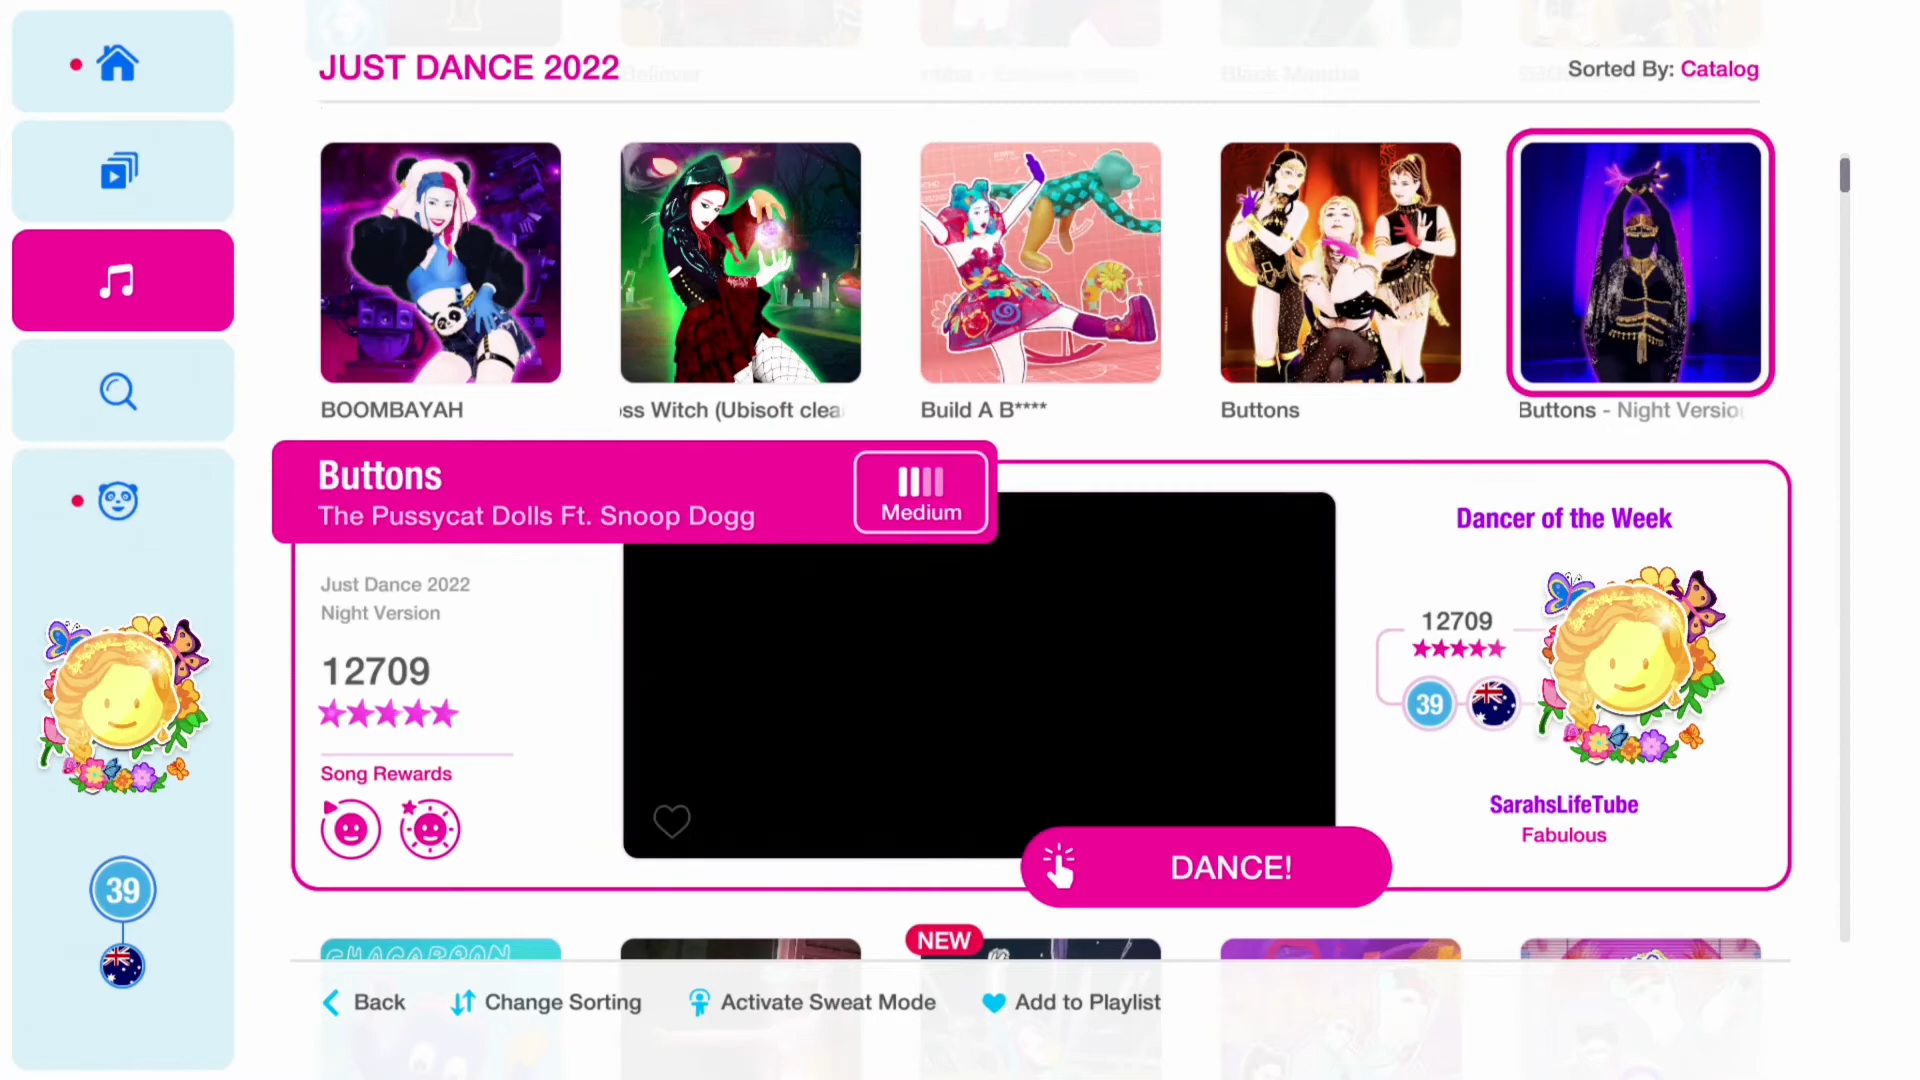 JUST DANCE 2022
Sorted By: Catalog
BOOMBAYAH
ss Witch (Ubisoft clea
Build A B****
Buttons
Buttons - Night Versio
Buttons
The Pussycat Dolls Ft. Snoop Dogg
Medium
Just Dance 2022
Night Version
12709
Song Rewards
Dancer of the Week
12709
39
SarahsLifeTube
Fabulous
DANCE!
39
NEW
Back
Change Sorting
Activate Sweat Mode
Add to Playlist